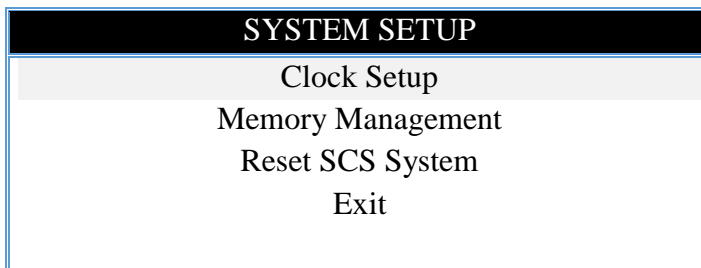 SYSTEM SETUP
Clock Setup
Memory Management
Reset SCS System
Exit